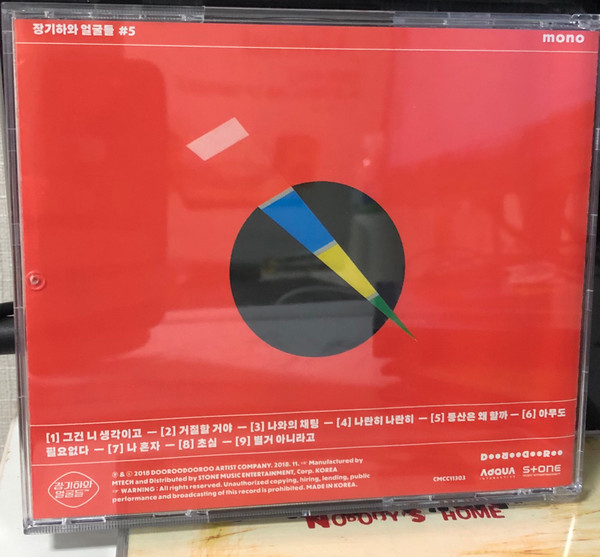 장기하와 얼굴들 #5
mono
[1] 그건 니 생각이고 — [2] 거절할 거야 — [3] 나와의 채팅 — [4] 나란히 나란히 — [5] 등산은 왜 할까 — [6] 아무도
필요없다 — [7] 나 혼자 — [8] 초심 — [9] 별거 아니라고
DOOROODOOROO
장기하와
얼굴들
℗ & © 2018 DOOROODOOROO ARTIST COMPANY. 2018. 11. ☞ Manufactured by
MTECH and Distributed by STONE MUSIC ENTERTAINMENT, Corp. KOREA
☞ WARNING : All rights reserved. Unauthorized copying, hiring, lending, public
performance and broadcasting of this record is prohibited. MADE IN KOREA.
CMCC11303
ADQUA
INTERACTIVE
STONE
MUSIC ENTERTAINMENT
NOBODY'S HOME